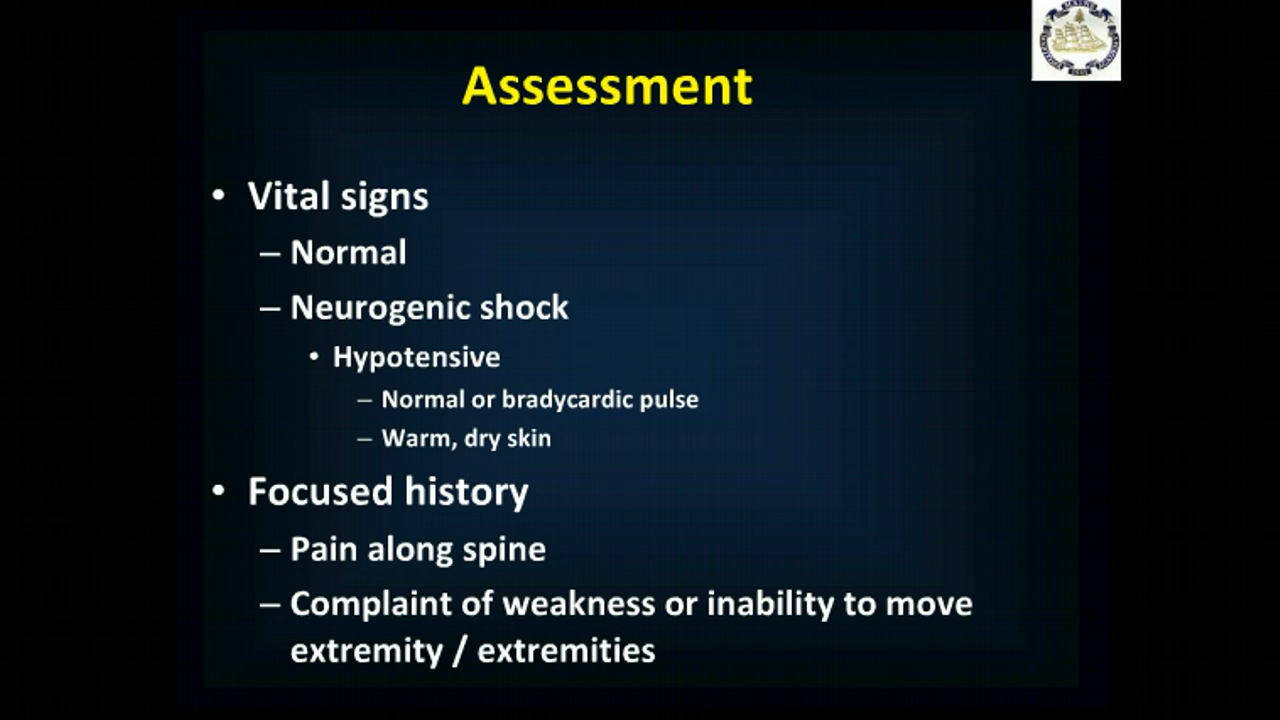 Assessment
• Vital signs
– Normal
– Neurogenic shock
• Hypotensive
– Normal or bradycardic pulse
– Warm, dry skin
• Focused history
– Pain along spine
– Complaint of weakness or inability to move
extremity / extremities